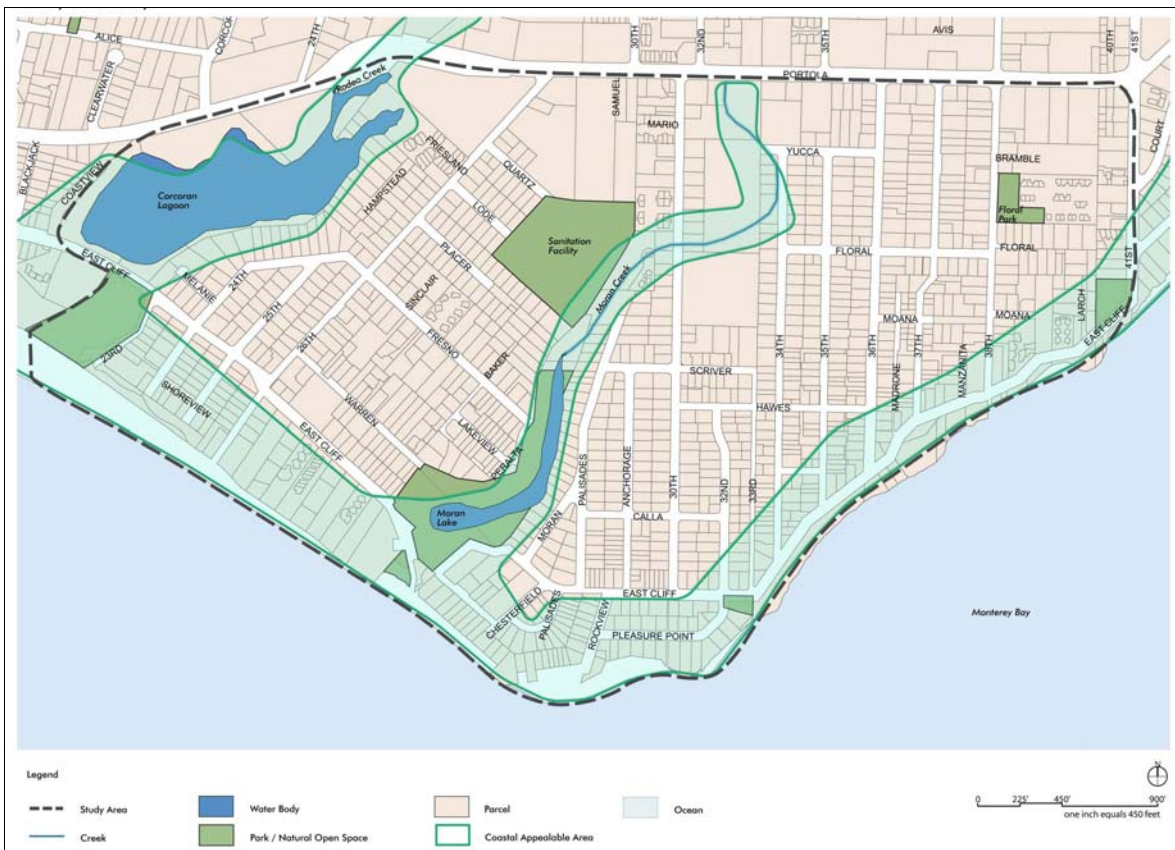 ALICE
CORCOR
24TH
30TH
32ND
35TH
AVIS
40TH
41ST
CLEARWATER
PORTOLA
Rodeo Creek
SAMUEL
MARIO
COURT
BLACKJACK
COASTVIEW
Corcoran
Lagoon
HAMPSTEAD
FRIESLAND
QUARTZ
YUCCA
BRAMBLE
LODE
Sanitation
Facility
Floral
Park
EAST CLIFF
MELANIE
24TH
PLACER
Moran Creek
FLORAL
FLORAL
41ST
SINCLAIR
25TH
26TH
FRESNO
BAKER
MOANA
MOANA
LARCH
EAST CLIFF
23RD
SHOREVIEW
34TH
35TH
36TH
37TH
38TH
MADRONE
MANZANITA
SCRIVER
HAWES
WARREN
LAKEVIEW
EAST CLIFF
PERALTA
PALISADES
ANCHORAGE
30TH
32ND
33RD
Moran
Lake
MORAN
CALLA
CHESTERFIELD
PALISADES
EAST CLIFF
ROCKVIEW
PLEASURE POINT
Monterey Bay
Legend
Study Area
Water Body
Parcel
Ocean
Creek
Park / Natural Open Space
Coastal Appealable Area
N
0 225' 450' 900'
one inch equals 450 feet